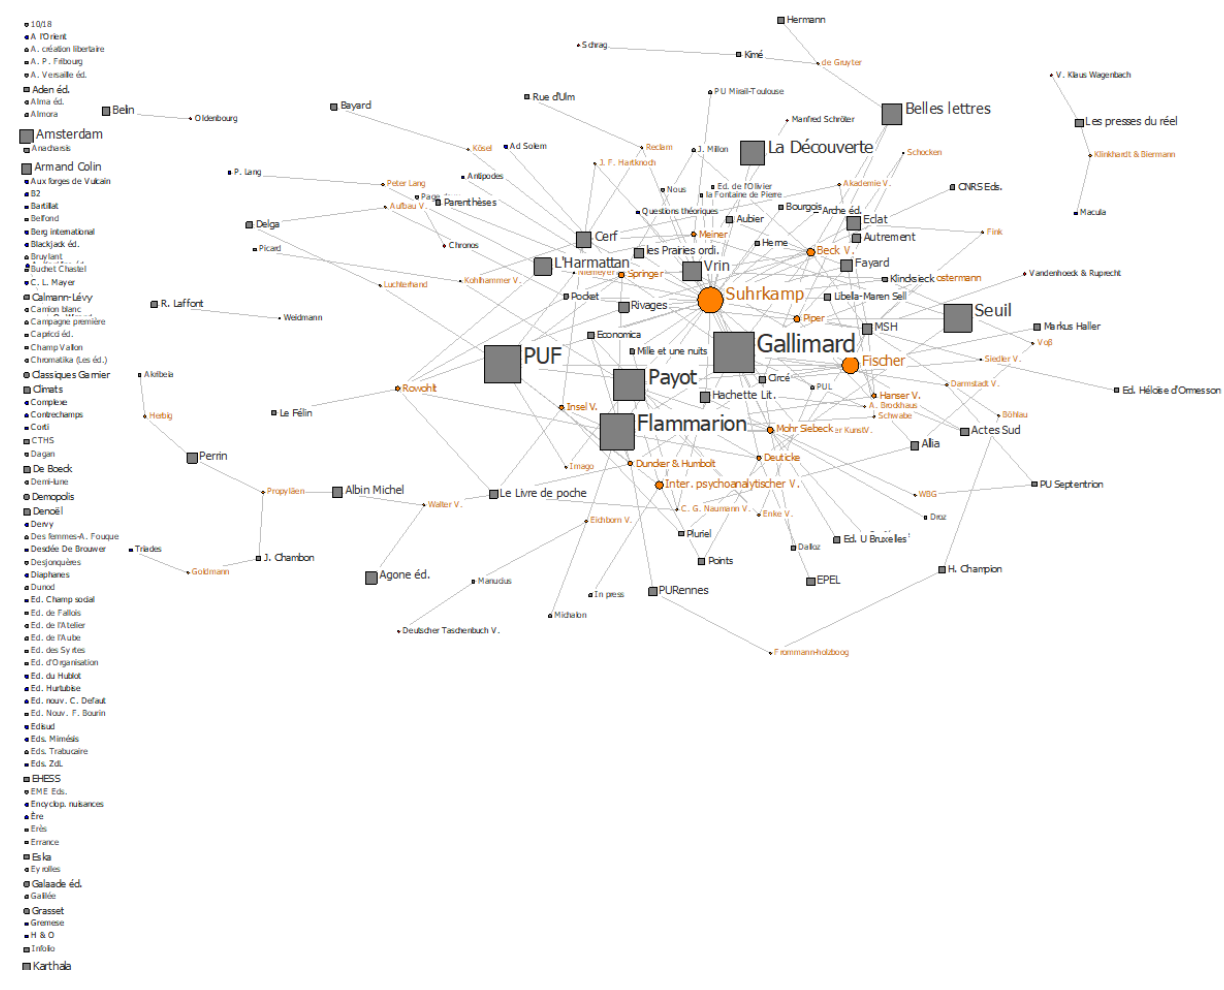 10/18
A l'Orient
A. création libertaire
A. P. Fribourg
A. Versaille éd.
Aden éd.
Alma éd.
Almora
Amsterdam
Anacharsis
Armand Colin
Aux forges de Vulcain
B2
Bartillat
Belfond
Berg international
Blackjack éd.
Bruylant
Buchet Chastel
C. L. Mayer
Calmann-Lévy
Camion blanc
Campagne première
Capricci éd.
Champ Vallon
Chromatika (Les éd.)
Classiques Garnier
Climats
Complexe
Contrechamps
Corti
CTHS
Dagan
De Boeck
Demi-lune
Demopolis
Denoël
Dervy
Des femmes-A. Fouque
Desclée De Brouwer
Desjonquères
Diaphanes
Dunod
Ed. Champ social
Ed. de Fallois
Ed. de l'Atelier
Ed. de l'Aube
Ed. des Syrtes
Ed. d'Organisation
Ed. du Hublot
Ed. Hurtubise
Ed. nouv. C. Defaut
Ed. Nouv. F. Bourin
Edisud
Eds. Mimésis
Eds. Trabucaire
Eds. ZdL
EHESS
EME Eds.
Encyclop. nuisances
Ère
Erès
Errance
Eska
Eyrolles
Galaade éd.
Galilée
Grasset
Gremese
H & O
Infolio
Karthala
Hermann
Schrag
Kimé
de Gruyter
V. Klaus Wagenbach
Belin
Oldenbourg
Bayard
Rue d'Ulm
PU Mirail-Toulouse
Belles lettres
Manfred Schröter
Les presses du réel
Kösel
Ad Solem
Reclam
J. Millon
La Découverte
Schocken
Klinkhardt & Biermann
J. F. Hartknoch
P. Lang
Peter Lang
Antipodes
Nous
Ed. de l'Olivier
la Fontaine de Pierre
Akademie V.
CNRS Eds.
Aufbau V.
Parenthèses
Questions théoriques
Bourgois
Arche éd.
Macula
Delga
Aubier
Eclat
Cerf
Meiner
Autrement
Fink
Picard
Chronos
les Prairies ordi.
Herne
Beck V.
L'Harmattan
Vrin
Fayard
Niemeyer
Springer
Klincksieck
ostermann
Vandenhoeck & Ruprecht
Luchterhand
Kohlhammer V.
Suhrkamp
Pocket
Libella-Maren Sell
R. Laffont
Rivages
Seuil
Weidmann
Piper
MSH
Markus Haller
Economica
Gallimard
Voß
PUF
Mille et une nuits
Fischer
Siedler V.
Akribeia
Payot
Circé
PUL
Darmstadt V.
Rowohlt
Hachette Lit.
Hanser V.
Ed. Héloïse d'Ormesson
Herbig
Le Félin
Insel V.
A. Brockhaus
Schwabe
Böhlau
Flammarion
Mohr Siebeck
er KunstV.
Actes Sud
Allia
Perrin
Imago
Duncker & Humbolt
Deuticke
Propyläen
Albin Michel
Le Livre de poche
Inter. psychoanalytischer V.
WBG
PU Septentrion
Walter V.
C. G. Naumann V.
Enke V.
Droz
Eichborn V.
Pluriel
Ed. U Bruxelles
Triades
J. Chambon
Dalloz
Points
Goldmann
Agone éd.
Manucius
EPEL
H. Champion
In press
PURennes
Michalon
Deutscher Taschenbuch V.
Frommann-holzboog